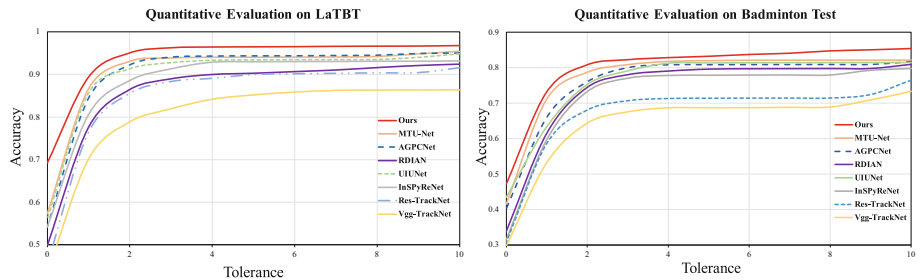 Quantitative Evaluation on LaTBT
1
0.9
0.8
0.7
0.6
0.5
Accuracy
0 2 4 6 8 10
Tolerance
Ours
MTU-Net
AGPCNet
RDIAN
UIUNet
InSPyReNet
Res-TrackNet
Vgg-TrackNet
Quantitative Evaluation on Badminton Test
0.9
0.8
0.7
0.6
0.5
0.4
0.3
Accuracy
0 2 4 6 8 10
Tolerance
Ours
MTU-Net
AGPCNet
RDIAN
UIUNet
InSPyReNet
Res-TrackNet
Vgg-TrackNet